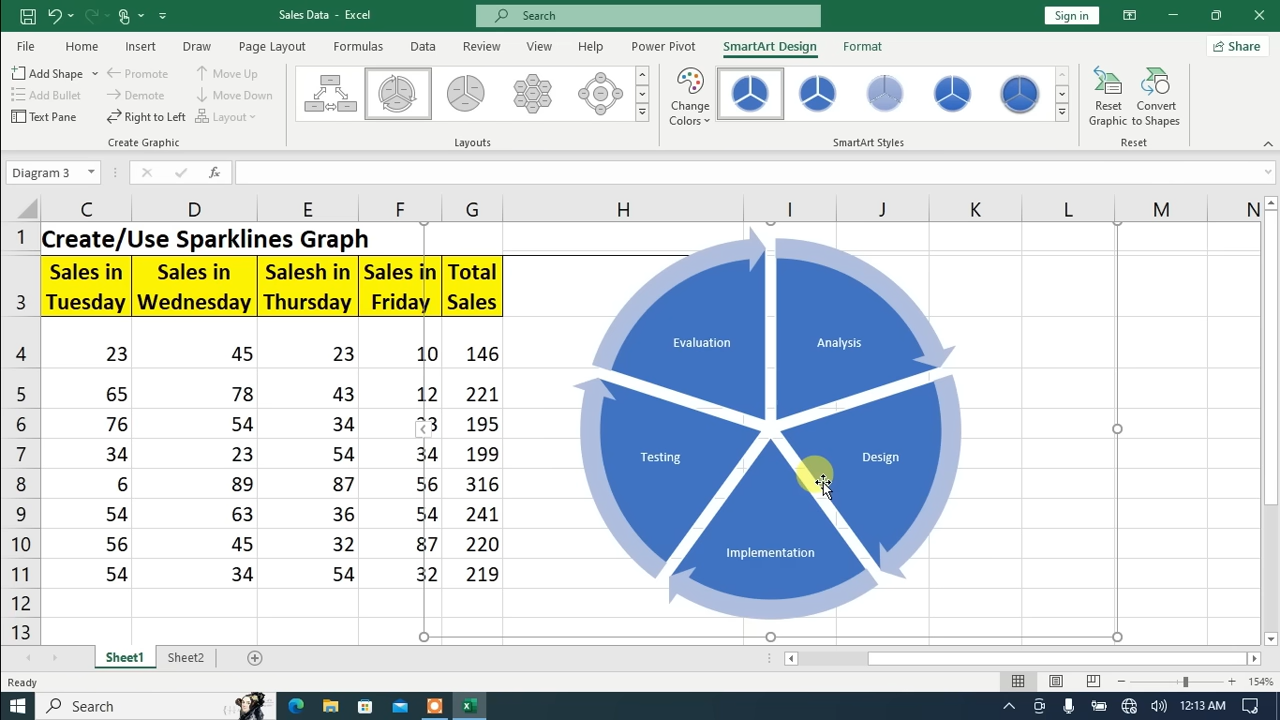 Sales Data - Excel
Search
Sign in
File Home Insert Draw Page Layout Formulas Data Review View Help Power Pivot SmartArt Design Format
Share
Add Shape
Promote
Move Up
Add Bullet
Demote
Move Down
Text Pane
Right to Left
Layout
Change
Colors
Reset
Graphic
Convert
to Shapes
Create Graphic
Layouts
SmartArt Styles
Reset
Diagram 3
fx
C D E F G H I J K L M N
1 Create/Use Sparklines Graph
3 Sales in Tuesday Sales in Wednesday Salesh in Thursday Sales in Friday Total Sales
4 23 45 23 10 146
5 65 78 43 12 221
6 76 54 34 195
7 34 23 54 34 199
8 6 89 87 56 316
9 54 63 36 54 241
10 56 45 32 87 220
11 54 34 54 32 219
12
13
Evaluation
Analysis
Testing
Design
Implementation
Sheet1 Sheet2
Ready
154%
Search
12:13 AM